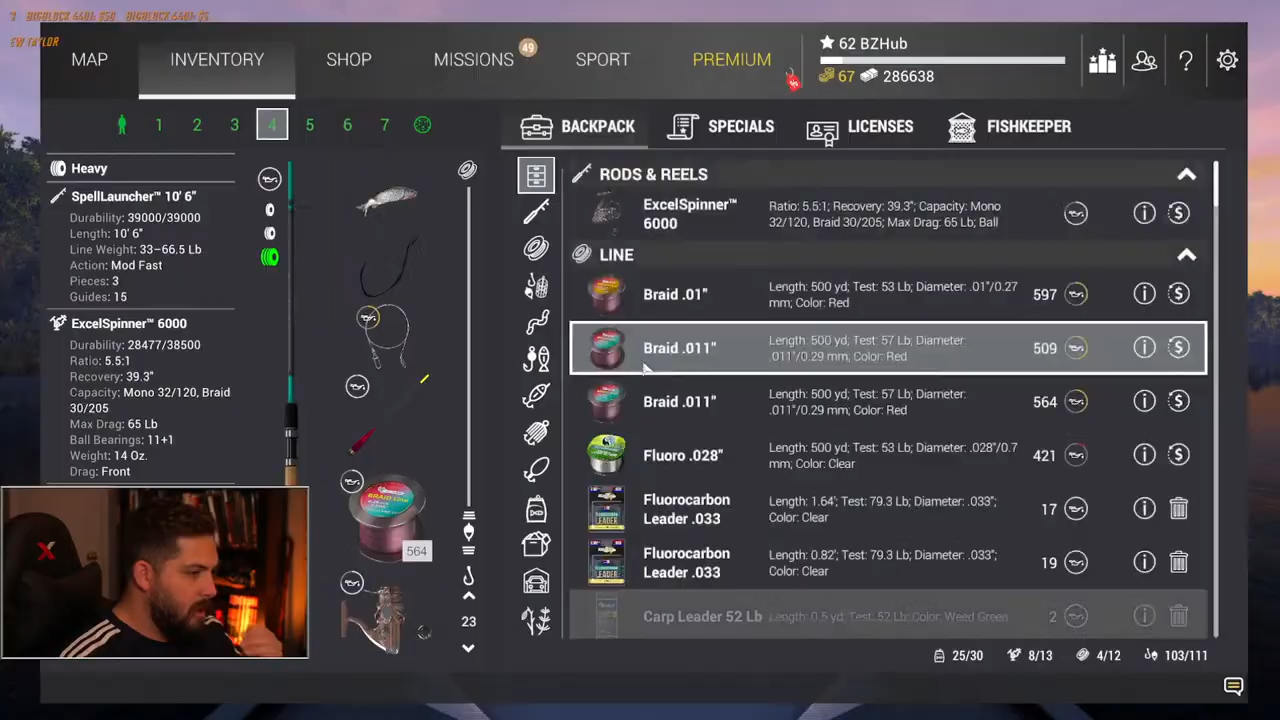 BIGBLOCK 440: $50 BIGBLOCK 440: $5
EW TAYLOR
MAP
INVENTORY
SHOP
MISSIONS
49
SPORT
PREMIUM
62 BZHub
67
286638
?
1
2
3
4
5
6
7
BACKPACK
SPECIALS
LICENSES
FISHKEEPER
Heavy
SpellLauncher™ 10' 6"
Durability: 39000/39000
Length: 10' 6"
Line Weight: 33–66.5 Lb
Action: Mod Fast
Pieces: 3
Guides: 15
ExcelSpinner™ 6000
Durability: 28477/38500
Ratio: 5.5:1
Recovery: 39.3"
Capacity: Mono 32/120, Braid
30/205
Max Drag: 65 Lb
Ball Bearings: 11+1
Weight: 14 Oz.
Drag: Front
564
23
RODS & REELS
ExcelSpinner™
6000
Ratio: 5.5:1; Recovery: 39.3"; Capacity: Mono
32/120, Braid 30/205; Max Drag: 65 Lb; Ball
LINE
Braid .01"
Length: 500 yd; Test: 53 Lb; Diameter: .01"/0.27
mm; Color: Red
597
Braid .011"
Length: 500 yd; Test: 57 Lb; Diameter:
.011"/0.29 mm; Color: Red
509
Braid .011"
Length: 500 yd; Test: 57 Lb; Diameter:
.011"/0.29 mm; Color: Red
564
Fluoro .028"
Length: 500 yd; Test: 53 Lb; Diameter: .028"/0.7
mm; Color: Clear
421
Fluorocarbon
Leader .033
Length: 1.64'; Test: 79.3 Lb; Diameter: .033";
Color: Clear
17
Fluorocarbon
Leader .033
Length: 0.82'; Test: 79.3 Lb; Diameter: .033";
Color: Clear
19
Carp Leader 52 Lb
Length: 0.5 yd; Test: 52 Lb; Color: Weed Green
2
25/30
8/13
4/12
103/111